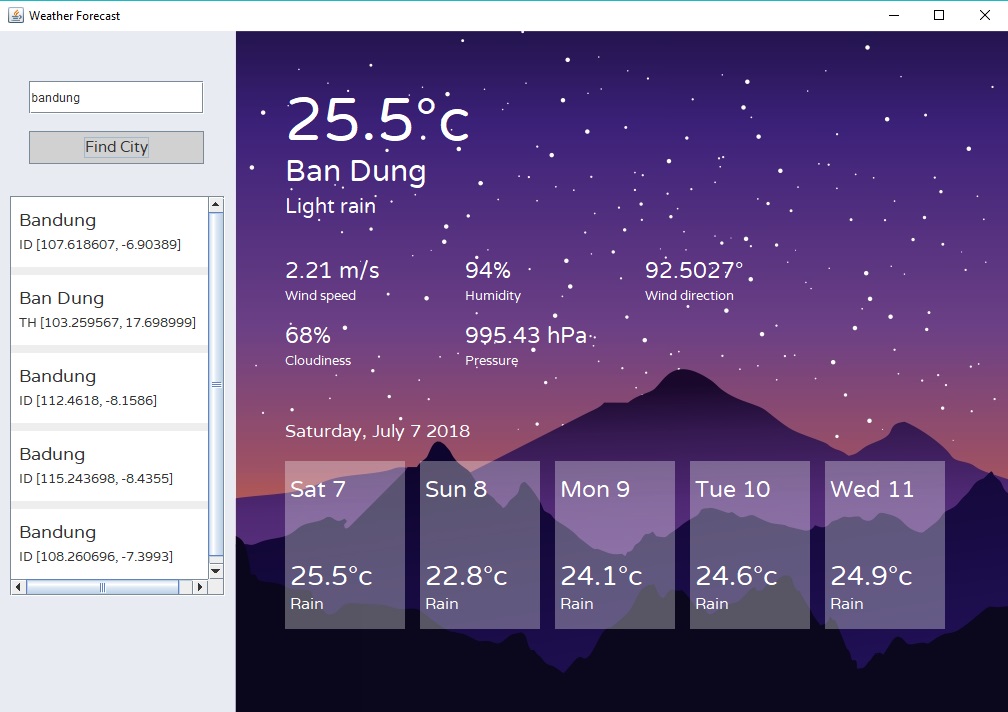 Weather Forecast
bandung
Find City
Bandung
ID [107.618607, -6.90389]
Ban Dung
TH [103.259567, 17.698999]
Bandung
ID [112.4618, -8.1586]
Badung
ID [115.243698, -8.4355]
Bandung
ID [108.260696, -7.3993]
25.5°c
Ban Dung
Light rain
2.21 m/s 94% 92.5027°
Wind speed Humidity Wind direction
68% 995.43 hPa
Cloudiness Pressure
Saturday, July 7 2018
Sat 7 Sun 8 Mon 9 Tue 10 Wed 11
25.5°c 22.8°c 24.1°c 24.6°c 24.9°c
Rain Rain Rain Rain Rain